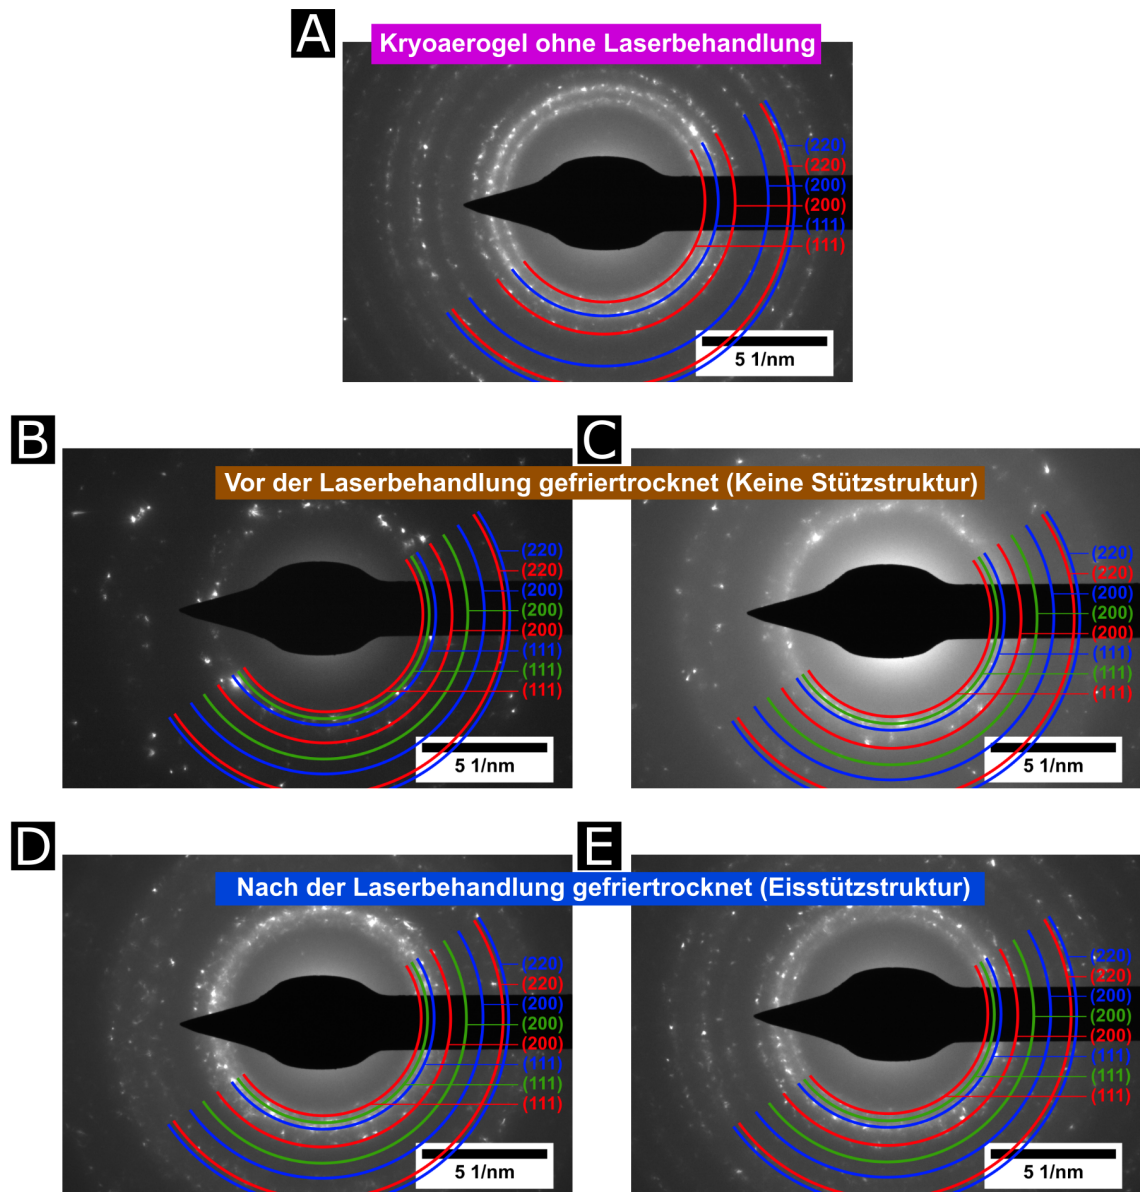 A
Kryoaerogel ohne Laserbehandlung
(220)
(220)
(200)
(200)
(111)
(111)
5 1/nm
B
C
Vor der Laserbehandlung gefriertrocknet (Keine Stützstruktur)
(220)
(220)
(200)
(200)
(200)
(111)
(111)
(111)
5 1/nm
(220)
(220)
(200)
(200)
(200)
(111)
(111)
(111)
5 1/nm
D
E
Nach der Laserbehandlung gefriertrocknet (Eisstützstruktur)
(220)
(220)
(200)
(200)
(200)
(111)
(111)
(111)
5 1/nm
(220)
(220)
(200)
(200)
(200)
(111)
(111)
(111)
5 1/nm